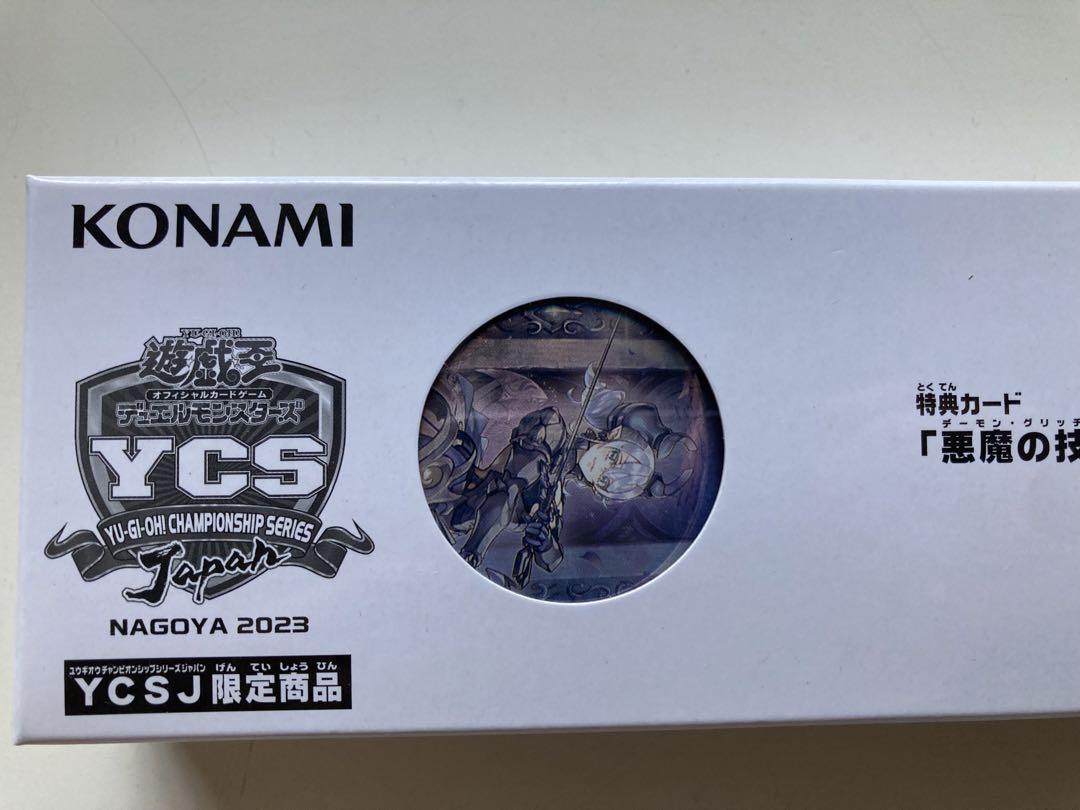 KONAMI
YU-GI-OH!
遊戯王
オフィシャルカードゲーム
デュエルモンスターズ
YCS
YU-GI-OH! CHAMPIONSHIP SERIES
Japan
NAGOYA 2023
ユウギオウチャンピオンシップシリーズジャパン げん てい しょう ひん
YCSJ限定商品
とく てん
特典カード
デーモン・グリッチ
「悪魔の技